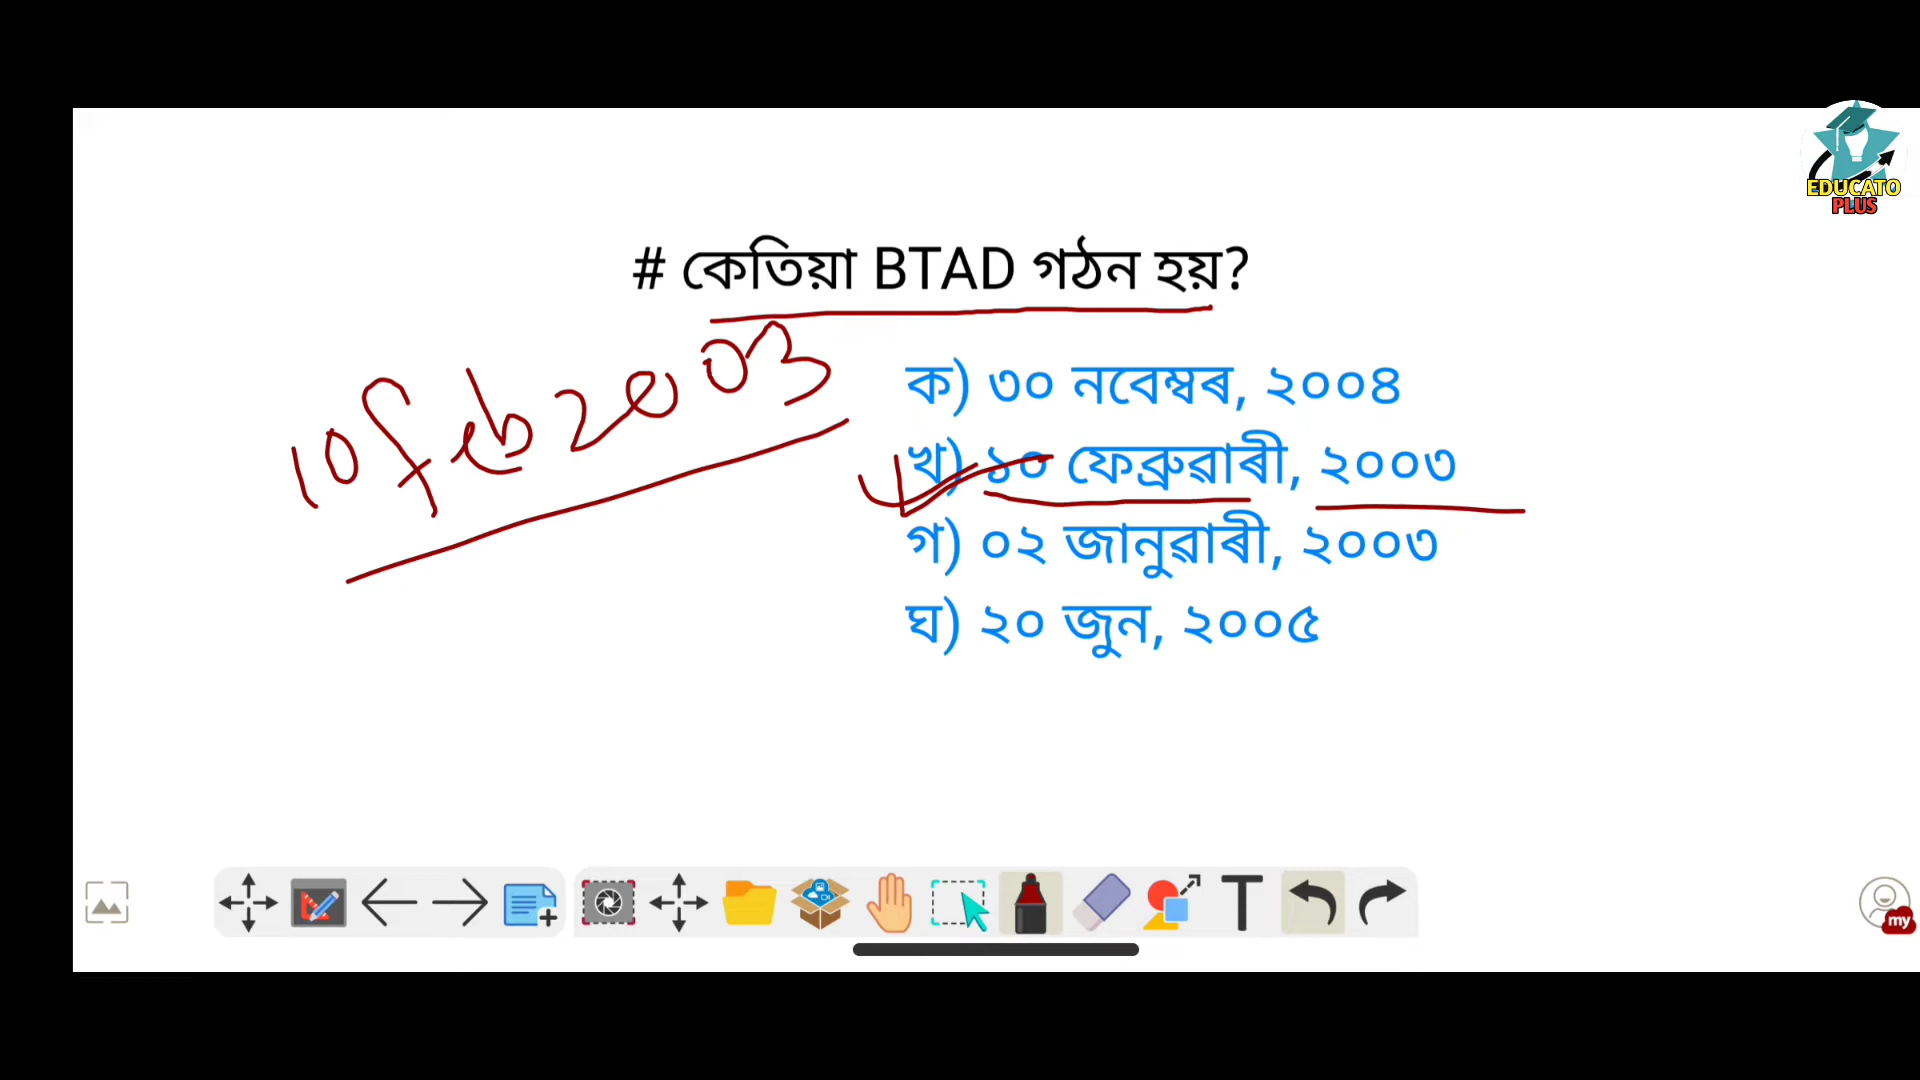 EDUCATO
PLUS
# কেতিয়া BTAD গঠন হয়?
10 feb 2003
ক) ৩০ নবেম্বৰ, ২০০৪
খ) ১০ ফেব্ৰুৱাৰী, ২০০৩
গ) ০২ জানুৱাৰী, ২০০৩
ঘ) ২০ জুন, ২০০৫
T
my